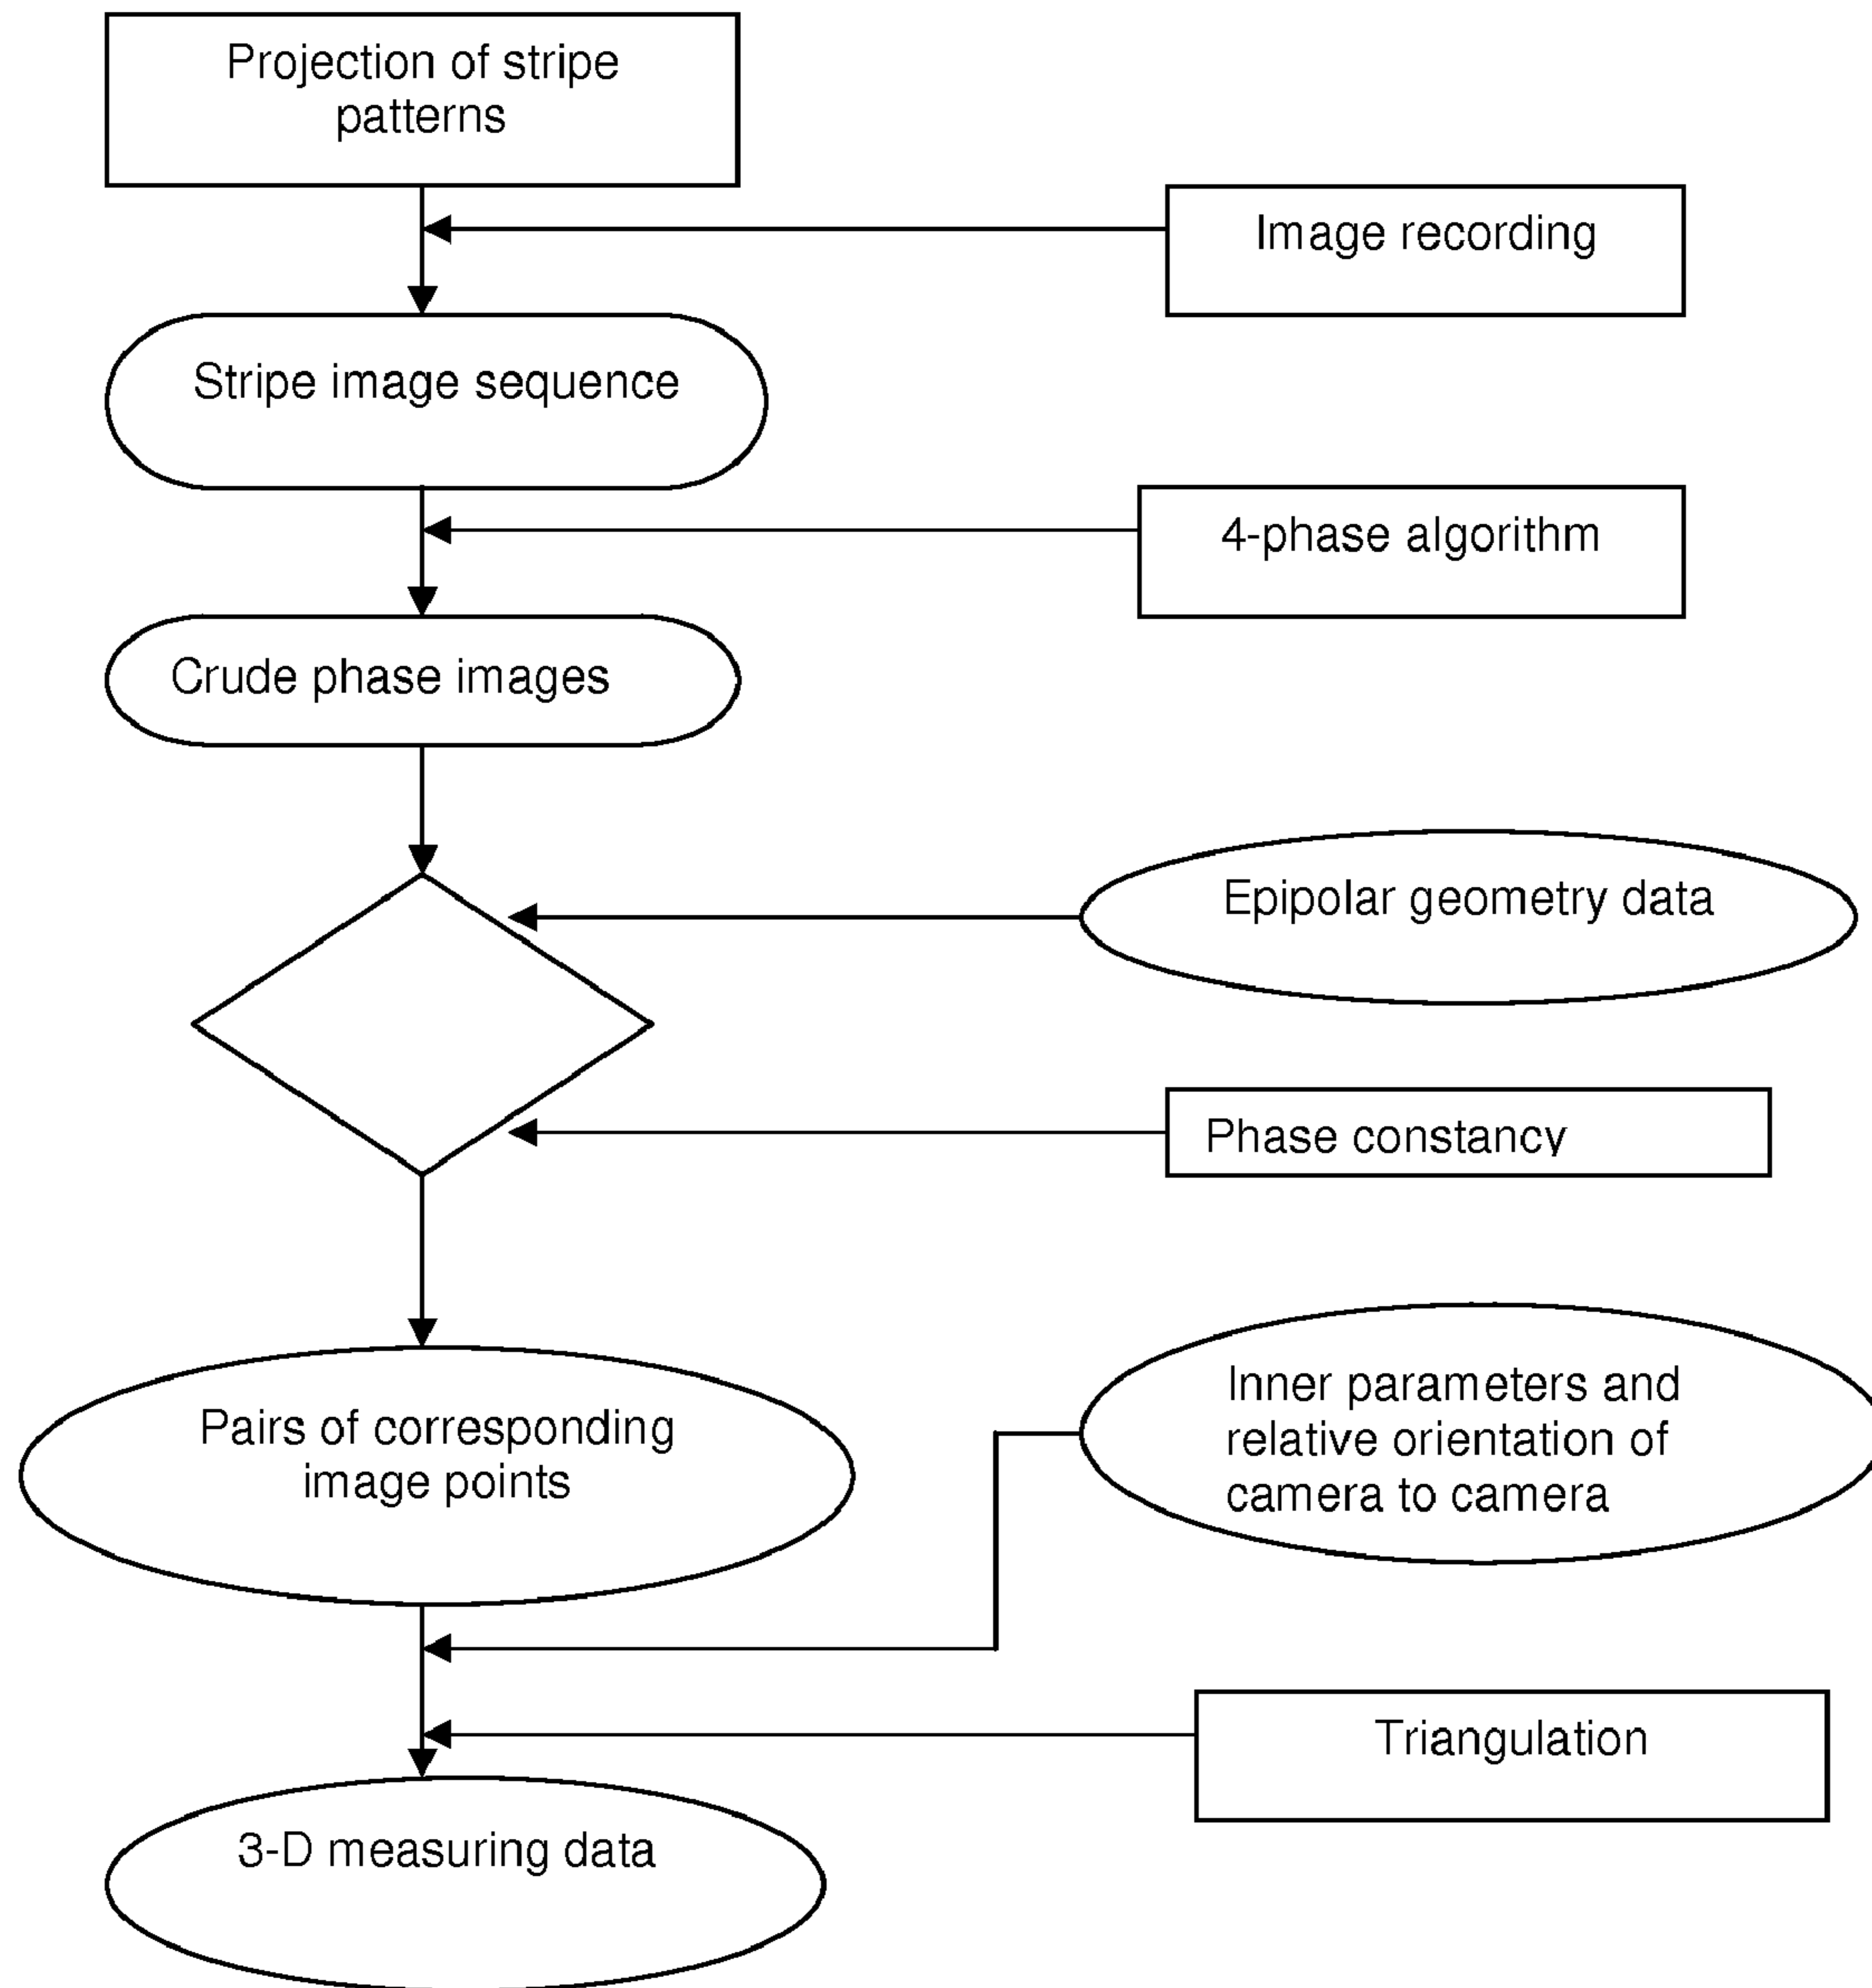 Projection of stripe
patterns
Image recording
Stripe image sequence
4-phase algorithm
Crude phase images
Epipolar geometry data
Phase constancy
Inner parameters and
relative orientation of
camera to camera
Pairs of corresponding
image points
Triangulation
3-D measuring data